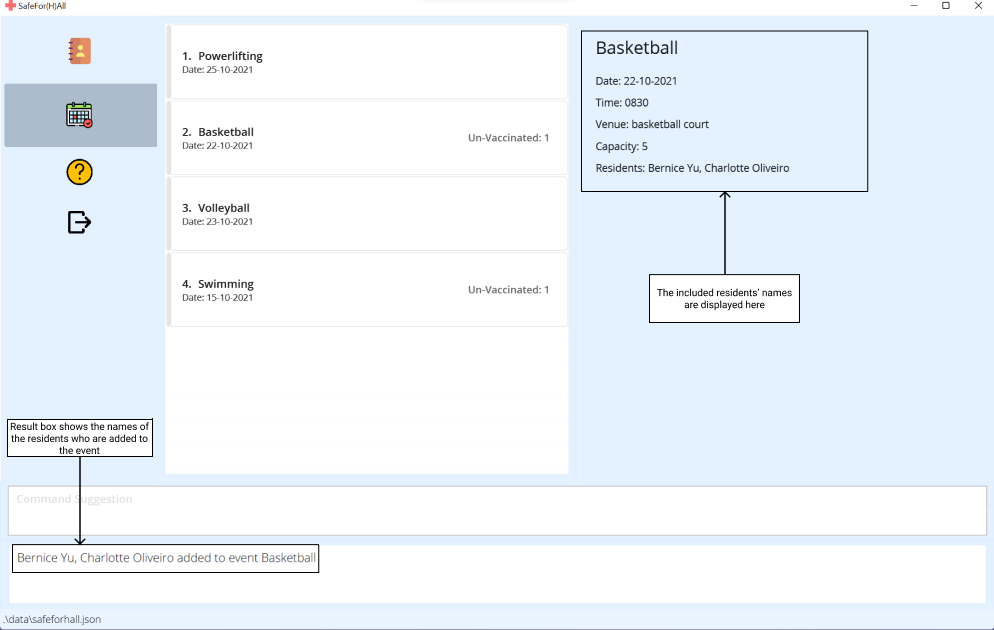 SafeFor(H)All
1. Powerlifting
Date: 25-10-2021
2. Basketball
Date: 22-10-2021
Un-Vaccinated: 1
3. Volleyball
Date: 23-10-2021
4. Swimming
Date: 15-10-2021
Un-Vaccinated: 1
Basketball
Date: 22-10-2021
Time: 0830
Venue: basketball court
Capacity: 5
Residents: Bernice Yu, Charlotte Oliveiro
The included residents' names
are displayed here
Result box shows the names of
the residents who are added to
the event
Command Suggestion
Bernice Yu, Charlotte Oliveiro added to event Basketball
.\data\safeforhall.json